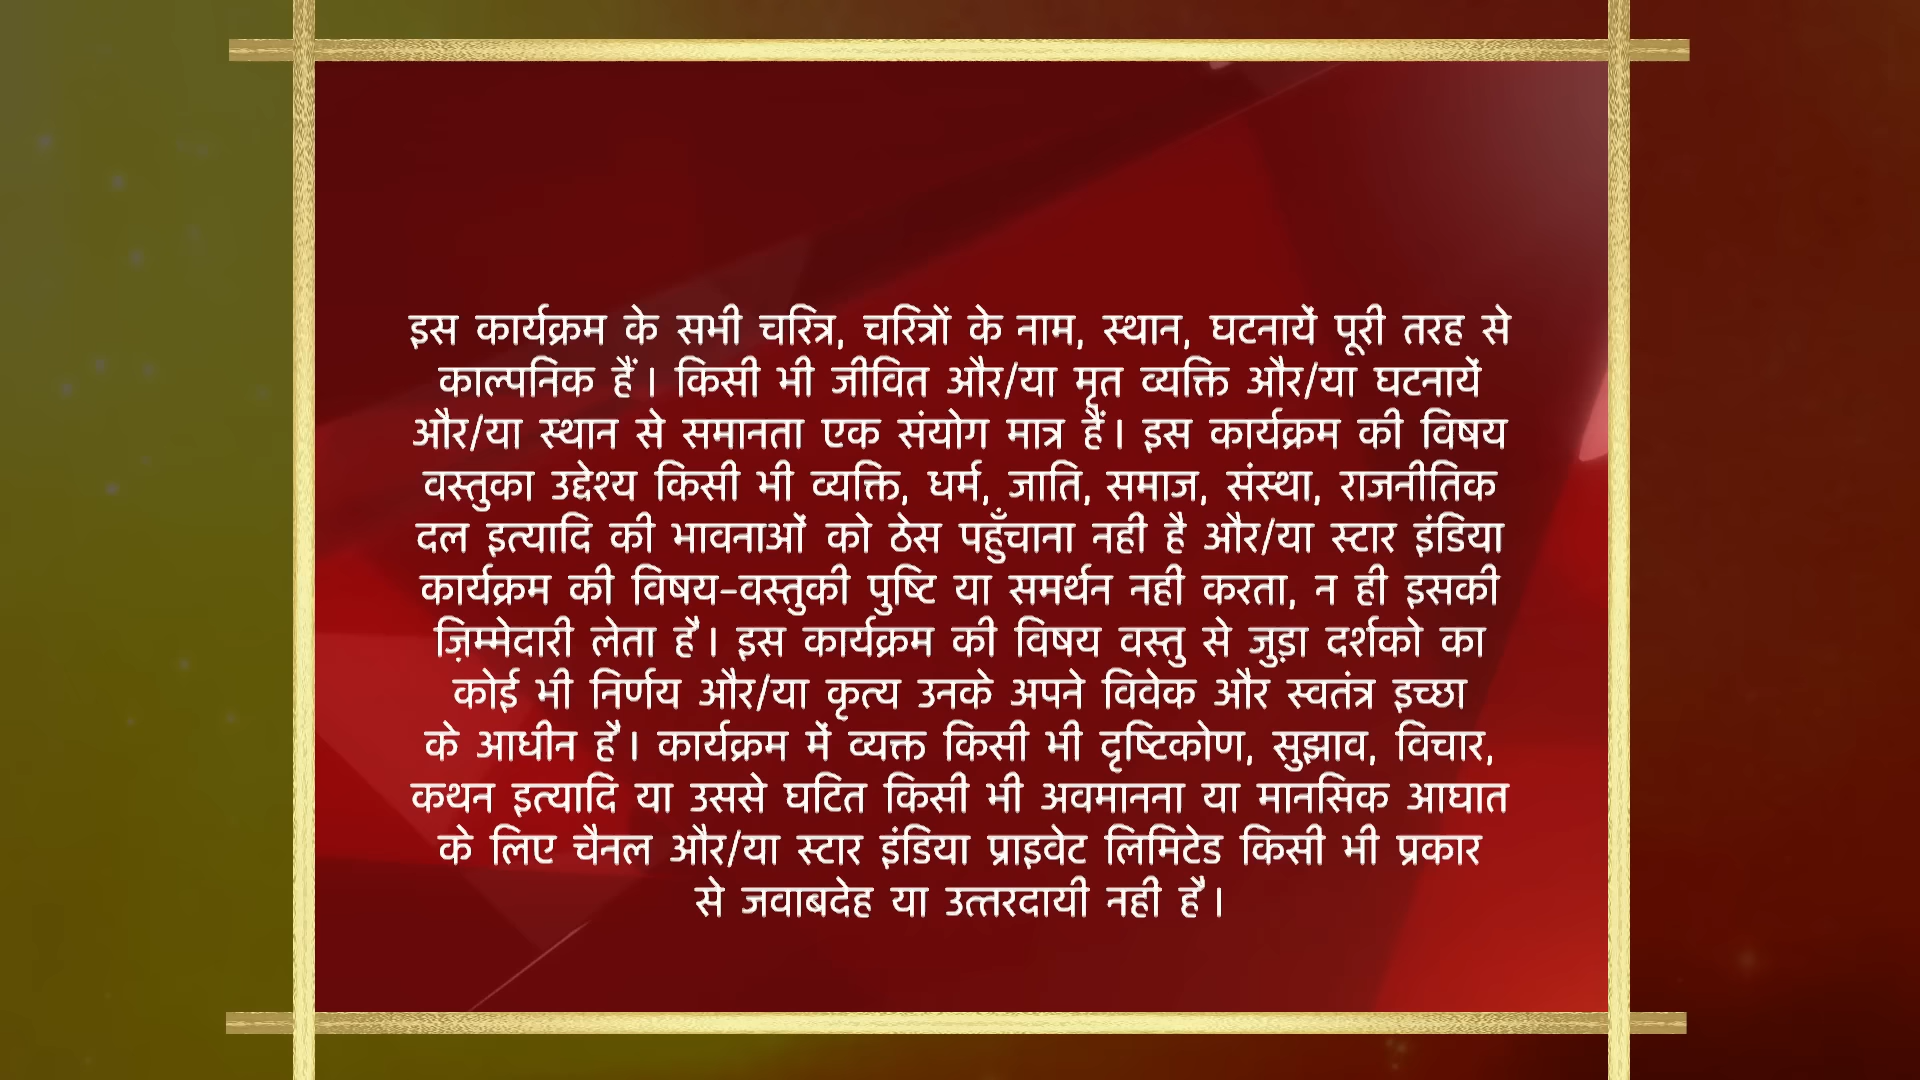 इस कार्यक्रम के सभी चरित्र, चरित्रों के नाम, स्थान, घटनायें पूरी तरह से
काल्पनिक हैं। किसी भी जीवित और/या मृत व्यक्ति और/या घटनायें
और/या स्थान से समानता एक संयोग मात्र हैं। इस कार्यक्रम की विषय
वस्तुका उद्देश्य किसी भी व्यक्ति, धर्म, जाति, समाज, संस्था, राजनीतिक
दल इत्यादि की भावनाओं को ठेस पहुँचाना नही है और/या स्टार इंडिया
कार्यक्रम की विषय-वस्तुकी पुष्टि या समर्थन नहीं करता, न ही इसकी
ज़िम्मेदारी लेता है। इस कार्यक्रम की विषय वस्तु से जुड़ा दर्शको का
कोई भी निर्णय और/या कृत्य उनके अपने विवेक और स्वतंत्र इच्छा
के आधीन है। कार्यक्रम में व्यक्त किसी भी दृष्टिकोण, सुझाव, विचार,
कथन इत्यादि या उससे घटित किसी भी अवमानना या मानसिक आघात
के लिए चैनल और/या स्टार इंडिया प्राइवेट लिमिटेड किसी भी प्रकार
से जवाबदेह या उत्तरदायी नही है।